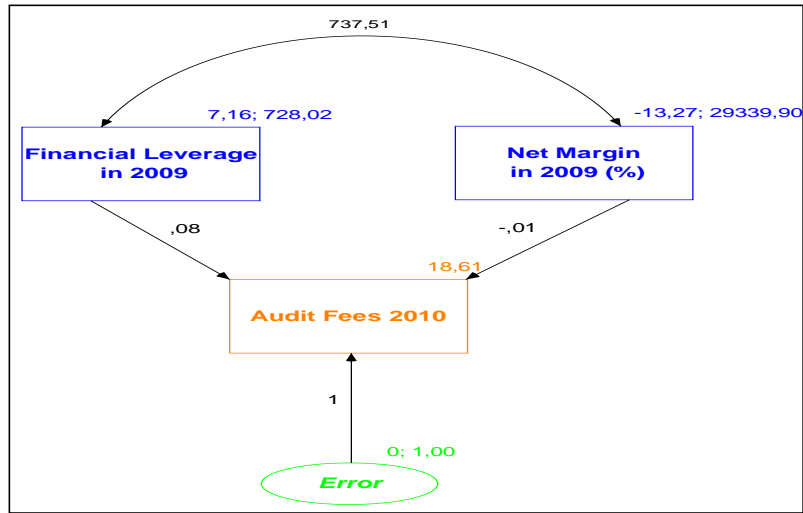 737,51
7,16; 728,02
-13,27; 29339,90
Financial Leverage
in 2009
Net Margin
in 2009 (%)
,08
-,01
18,61
Audit Fees 2010
1
0; 1,00
Error